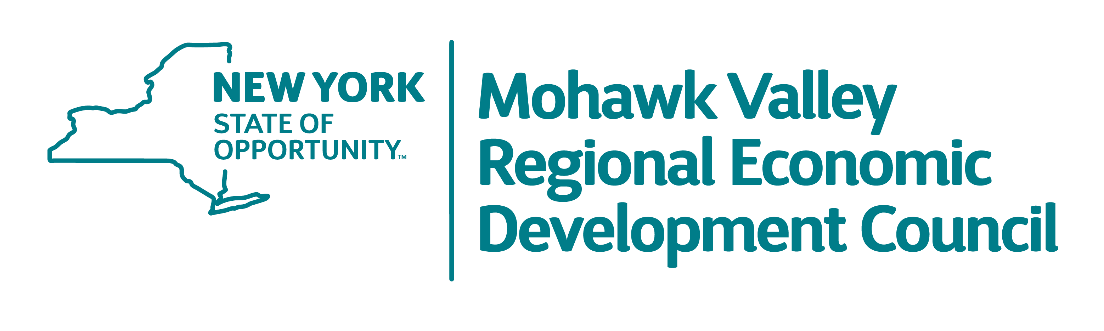 NEW YORK
STATE OF
OPPORTUNITY.™
Mohawk Valley
Regional Economic
Development Council